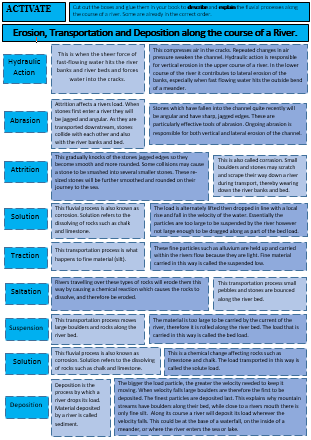 ACTIVATE
Cut out the boxes and glue them in your book to describe and explain the fluvial processes along
the course of a river. Some are already in the correct order.
Erosion, Transportation and Deposition along the course of a River.
Hydraulic
Action
This is when the sheer force of
fast-flowing water hits the river
banks and river beds and forces
water into the cracks.
This compresses air in the cracks. Repeated changes in air
pressure weaken the channel. Hydraulic action is responsible
for vertical erosion in the upper course of a river. In the lower
course of the river it contributes to lateral erosion of the
banks, especially when fast flowing water hits the outside bend
of a meander.
Abrasion
Attrition affects a rivers load. When
stones first enter a river they will
be jagged and angular. As they are
transported downstream, stones
collide with each other and also
with the river banks and bed.
Stones which have fallen into the channel quite recently will
be angular and have sharp, jagged edges. These are
particularly effective tools of abrasion. Ongoing abrasion is
responsible for both vertical and lateral erosion of the channel.
Attrition
This gradually knocks of the stones jagged edges so they
become smooth and more rounded. Some collisions may cause
a stone to be smashed into several smaller stones. These re-
sized stones will be further smoothed and rounded on their
journey to the sea.
This is also called corrasion. Small
boulders and stones may scratch
and scrape their way down a river
during transport, thereby wearing
down the river banks and bed.
Solution
This fluvial process is also known as
corrosion. Solution refers to the
dissolving of rocks such as chalk
and limestone.
The load is alternately lifted then dropped in line with a local
rise and fall in the velocity of the water. Essentially the
particles are too large to be suspended by the river however
not large enough to be dragged along as part of the bed load.
Traction
This transportation process is what
happens to fine material (silt).
These fine particles such as alluvium are held up and carried
within the rivers flow because they are light. Fine material
carried in this way is called the suspended load.
Saltation
Rivers travelling over these types of rocks will erode them this
way by causing a chemical reaction which causes the rocks to
dissolve, and therefore be eroded.
This transportation process small
pebbles and stones are bounced
along the river bed.
Suspension
This transportation process moves
large boulders and rocks along the
river bed.
The material is too large to be carried by the current of the
river, therefore it is rolled along the river bed. The load that is
carried in this way is called the bed load.
Solution
This fluvial process is also known as
corrosion. Solution refers to the dissolving
of rocks such as chalk and limestone.
This is a chemical change affecting rocks such as
limestone and chalk. The load transported in this way is
called the solute load.
Deposition
Deposition is the
process by which a
river drops its load.
Material deposited
by a river is called
sediment.
The bigger the load particle, the greater the velocity needed to keep it
moving. When velocity falls large boulders are therefore the first to be
deposited. The finest particles are deposited last. This explains why mountain
streams have boulders along their bed, while close to a rivers mouth there is
only fine silt. Along its course a river will deposit its load wherever the
velocity falls. This could be at the base of a waterfall, on the inside of a
meander, or where the river enters the sea or lake.